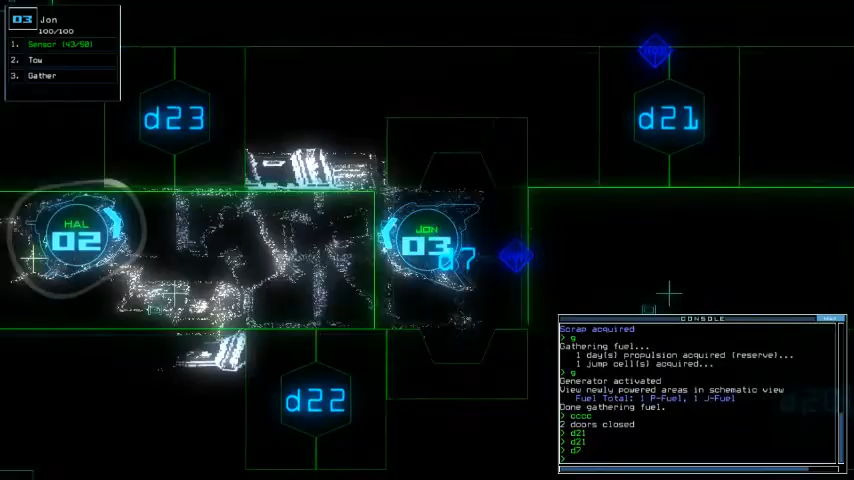 03 Jon
100/100
1. Sensor (43/50)
2. Tow
3. Gather
d23
d21
HAL
02
JON
03
d7
d22
CONSOLE
Scrap acquired
> g
Gathering fuel...
1 day(s) propulsion acquired (reserve)...
1 jump cell(s) acquired...
> g
Generator activated
View newly powered areas in schematic view
Fuel Total: 1 P-Fuel, 1 J-Fuel
Done gathering fuel.
> cccc
2 doors closed
> d21
> d21
> d7
>